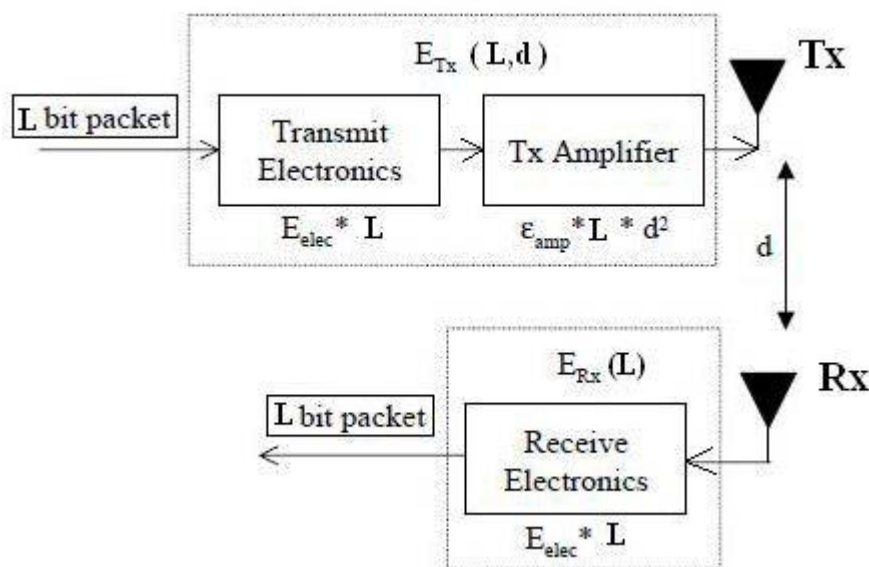 E_Tx (L,d)
Tx
L bit packet
Transmit
Electronics
Tx Amplifier
E_elec* L
ε_amp*L * d²
d
E_Rx (L)
Rx
L bit packet
Receive
Electronics
E_elec* L